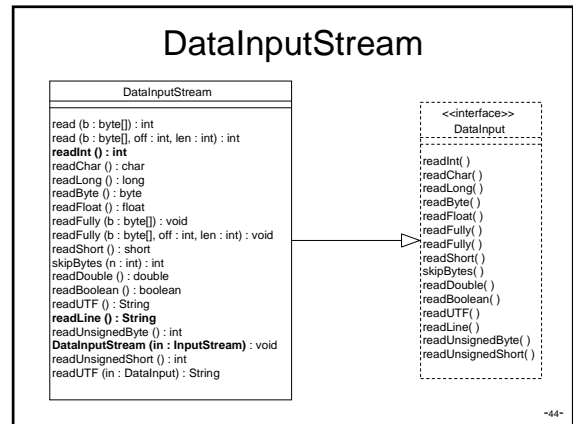 DataInputStream
DataInputStream
read (b : byte[]) : int
read (b : byte[], off : int, len : int) : int
readInt () : int
readChar () : char
readLong () : long
readByte () : byte
readFloat () : float
readFully (b : byte[]) : void
readFully (b : byte[], off : int, len : int) : void
readShort () : short
skipBytes (n : int) : int
readDouble () : double
readBoolean () : boolean
readUTF () : String
readLine () : String
readUnsignedByte () : int
DataInputStream (in : InputStream) : void
readUnsignedShort () : int
readUTF (in : DataInput) : String
<<interface>>
DataInput
readInt( )
readChar( )
readLong( )
readByte( )
readFloat( )
readFully( )
readFully( )
readShort( )
skipBytes( )
readDouble( )
readBoolean( )
readUTF( )
readLine( )
readUnsignedByte( )
readUnsignedShort( )
-44-